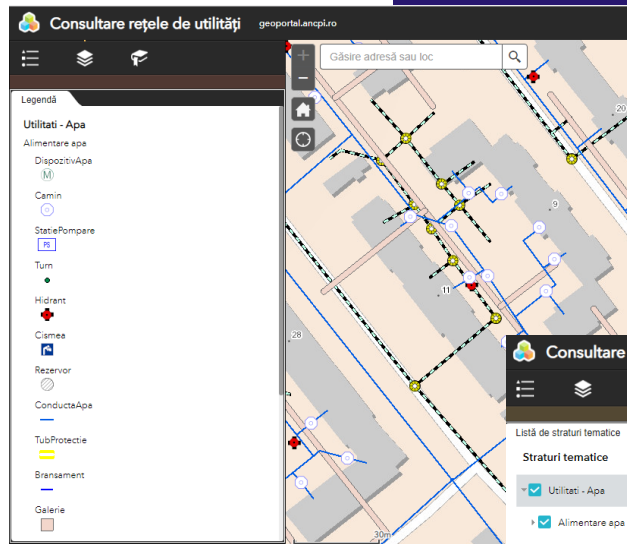 Consultare rețele de utilități
geoportal.ancpi.ro
Găsire adresă sau loc
Legendă
Utilitati - Apa
Alimentare apa
DispozitivApa
M
Camin
StatiePompare
PS
Turn
Hidrant
Cișmea
Rezervor
ConductaApa
TubProtectie
Bransament
Galerie
20
9
11
28
30m
Consultare
Listă de straturi tematice
Straturi tematice
Utilitati - Apa
Alimentare apa